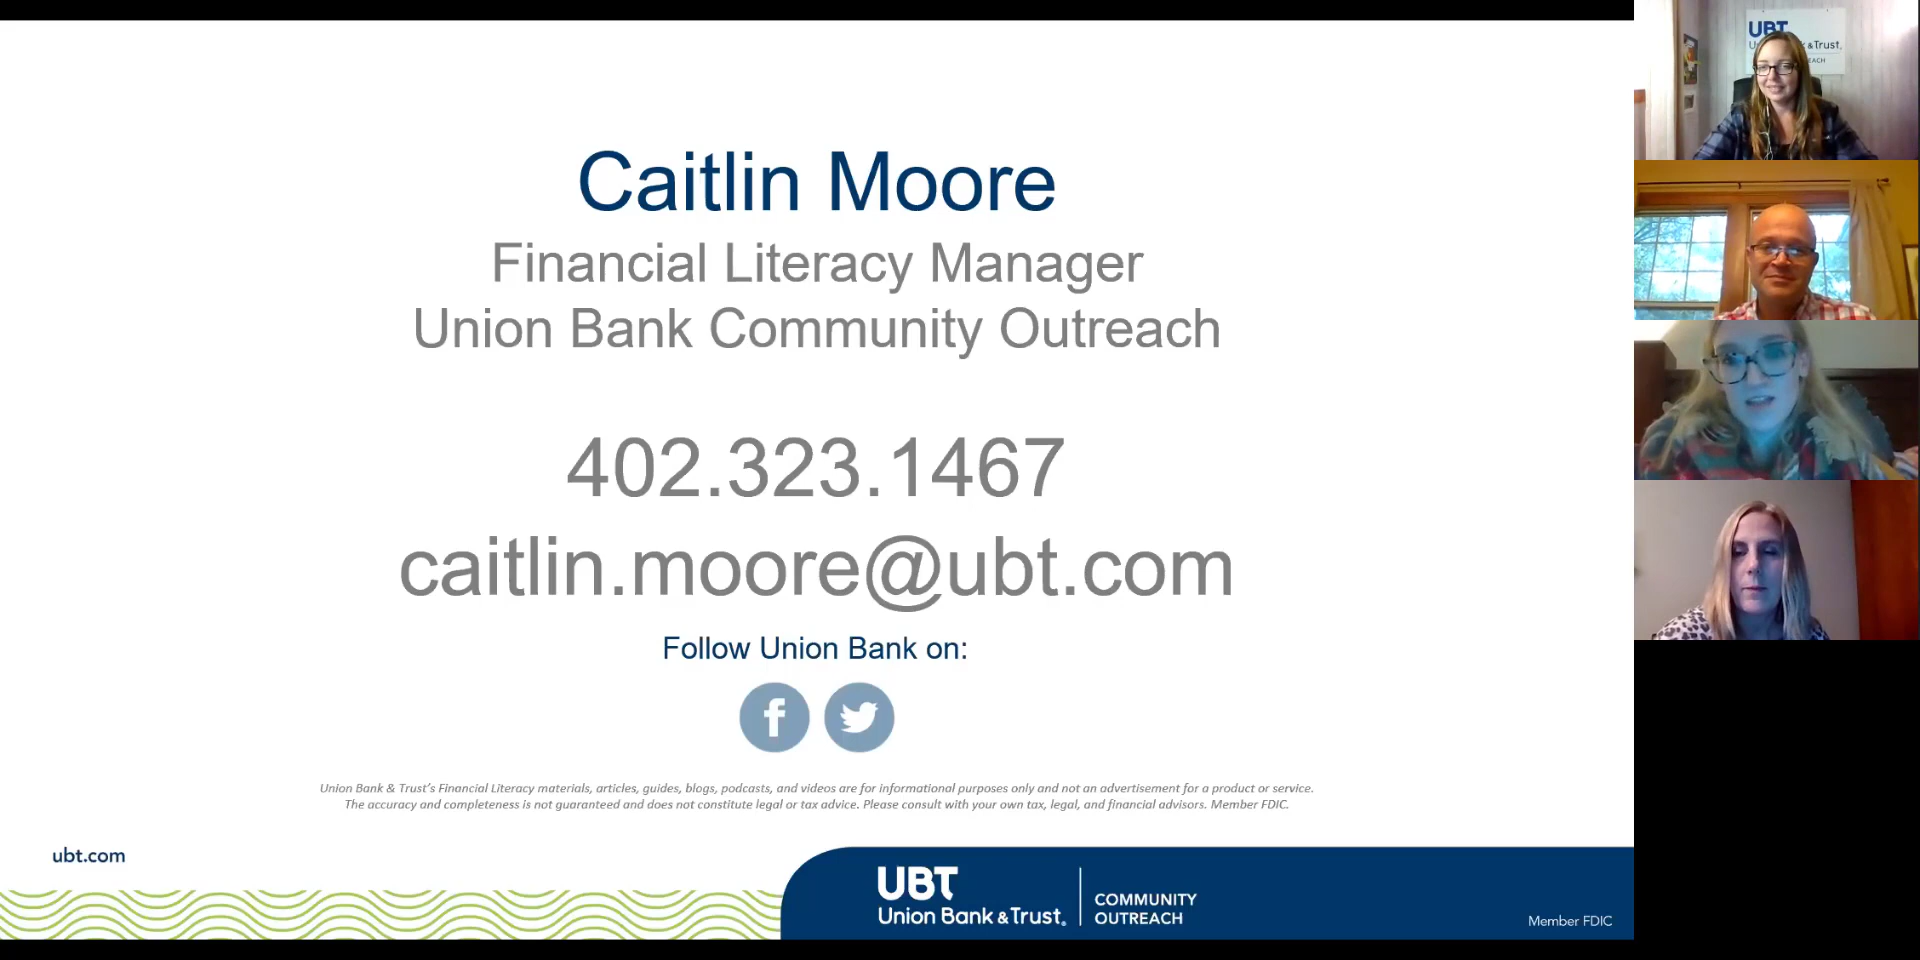 Caitlin Moore
Financial Literacy Manager
Union Bank Community Outreach
402.323.1467
caitlin.moore@ubt.com
Follow Union Bank on:
Union Bank & Trust's Financial Literacy materials, articles, guides, blogs, podcasts, and videos are for informational purposes only and not an advertisement for a product or service.
The accuracy and completeness is not guaranteed and does not constitute legal or tax advice. Please consult with your own tax, legal, and financial advisors. Member FDIC.
ubt.com
UBT
Union Bank & Trust.
COMMUNITY
OUTREACH
Member FDIC
UBT
& Trust.